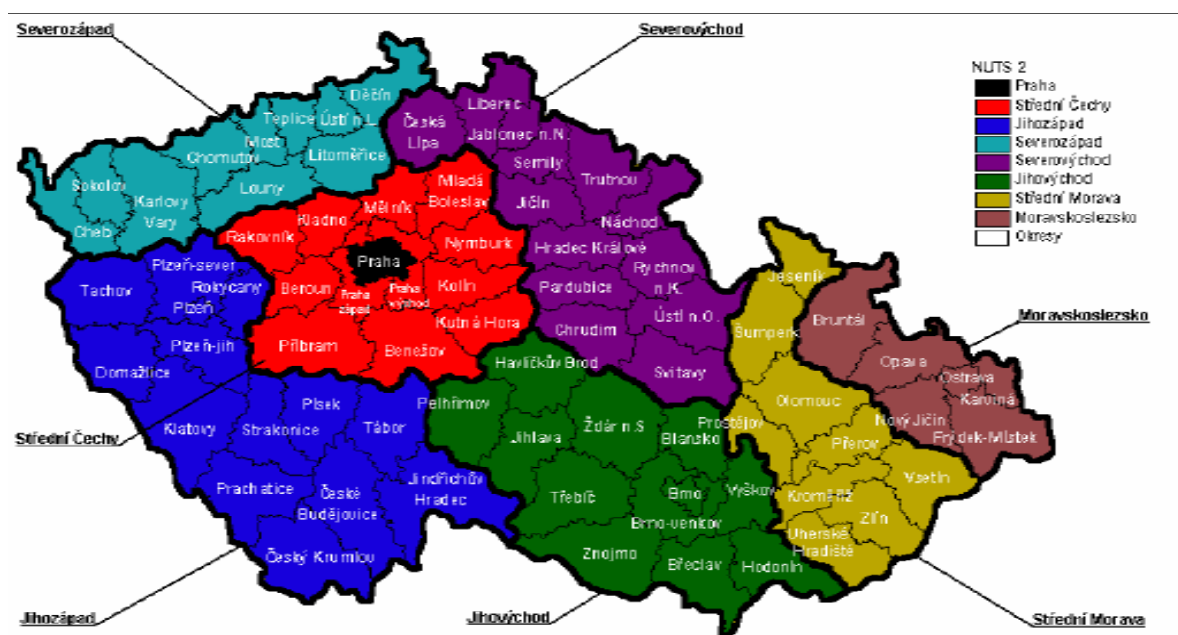 Severozápad
Severovýchod
NUTS 2
Praha
Střední Čechy
Jihozápad
Severozápad
Severovýchod
Jihovýchod
Střední Morava
Moravskoslezsko
Okresy
Děčín
Teplice
Ústí n.L.
Most
Chomutov
Litoměřice
Louny
Sokolov
Karlovy
Vary
Cheb
Česká
Lípa
Liberec
Jablonec n.N.
Semily
Trutnov
Jičín
Náchod
Hradec Králové
Rychnov
n.K.
Pardubice
Ústí n.O.
Chrudim
Svitavy
Mladá
Boleslav
Mělník
Kladno
Rakovník
Nymburk
Praha
Beroun
Praha
západ
Praha
východ
Kolín
Kutná Hora
Příbram
Benešov
Plzeň-sever
Tachov
Rokycany
Plzeň
Plzeň-jih
Domažlice
Klatovy
Písek
Strakonice
Tábor
Prachatice
České
Budějovice
Jindřichův
Hradec
Český Krumlov
Havlíčkův Brod
Pelhřimov
Jihlava
Žďár n.S
Blansko
Třebíč
Brno
Vyškov
Brno-venkov
Znojmo
Břeclav
Hodonín
Jeseník
Šumperk
Olomouc
Prostějov
Přerov
Kroměříž
Vsetín
Zlín
Uherské
Hradiště
Bruntál
Opava
Ostrava
Karviná
Nový Jičín
Frýdek-Místek
Moravskoslezsko
Střední Čechy
Jihozápad
Jihovýchod
Střední Morava